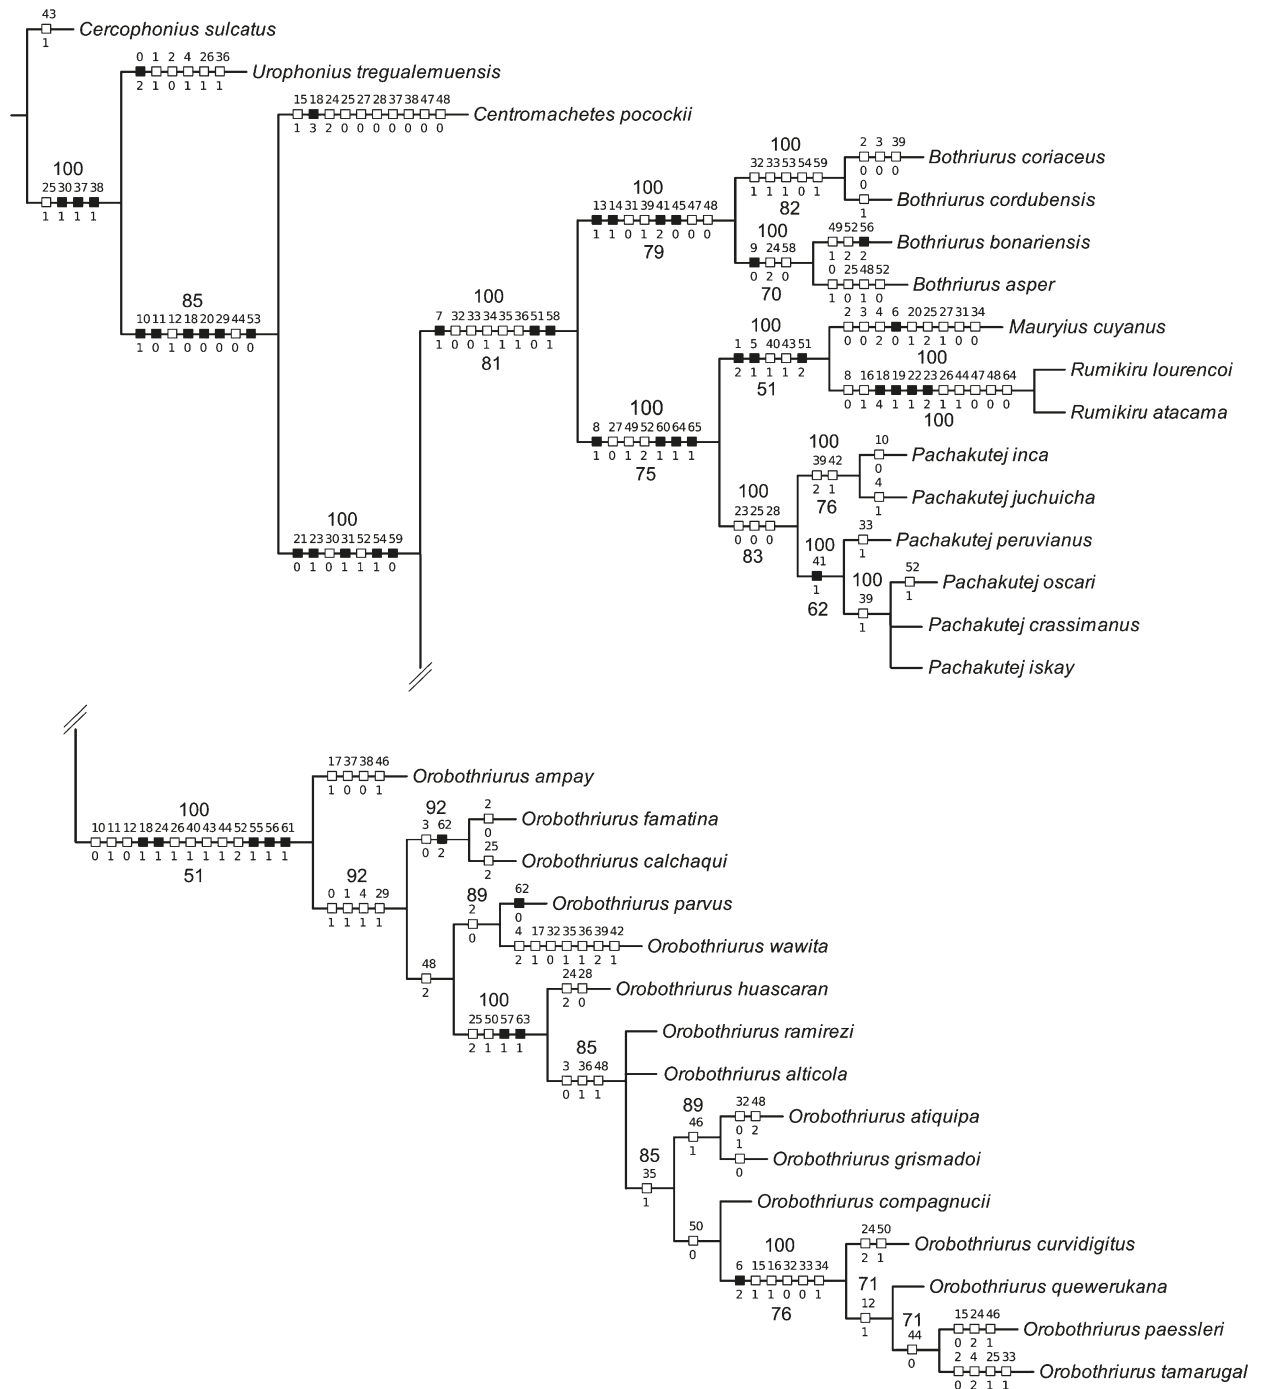 43
Cercophonius sulcatus
1
0 1 2 4 26 36
Urophonius tregualemuensis
2 1 0 1 1 1
15 18 24 25 27 28 37 38 47 48
Centromachetes pocockii
1 3 2 0 0 0 0 0 0 0
100
25 30 37 38
1 1 1 1
85
10 11 12 18 20 29 44 53
1 0 1 0 0 0 0 0
100
21 23 30 31 52 54 59
0 1 0 1 1 1 0
100
7 32 33 34 35 36 51 58
1 0 0 1 1 1 0 1
81
100
13 14 31 39 41 45 47 48
1 1 0 1 2 0 0 0
79
100
32 33 53 54 59
1 1 1 0 1
82
2 3 39
Bothriurus coriaceus
0 0 0
0
Bothriurus cordubensis
1
100
9 24 58
0 2 0
70
49 52 56
Bothriurus bonariensis
1 2 2
0 25 48 52
Bothriurus asper
1 0 1 0
100
8 27 49 52 60 64 65
1 0 1 2 1 1 1
75
100
1 5 40 43 51
2 1 1 1 2
51
2 3 4 6 20 25 27 31 34
Mauryius cuyanus
0 0 2 0 1 2 1 0 0
100
8 16 18 19 22 23 26 44 47 48 64
0 1 4 1 1 2 1 1 0 0 0
100
Rumikiru lourencoi
Rumikiru atacama
100
23 25 28
0 0 0
83
100
39 42
2 1
76
10
Pachakutej inca
0
4
Pachakutej juchuicha
1
100
41
1
62
33
Pachakutej peruvianus
1
100
39
1
52
Pachakutej oscari
1
Pachakutej crassimanus
Pachakutej iskay
100
10 11 12 18 24 26 40 43 44 52 55 56 61
0 1 0 1 1 1 1 1 1 2 1 1 1
51
17 37 38 46
Orobothriurus ampay
1 0 0 1
92
0 1 4 29
1 1 1 1
92
3 62
0 2
2
Orobothriurus famatina
0
25
Orobothriurus calchaqui
2
48
2
89
2
0
62
Orobothriurus parvus
0
4 17 32 35 36 39 42
Orobothriurus wawita
2 1 0 1 1 2 1
100
25 50 57 63
2 1 1 1
24 28
Orobothriurus huascaran
2 0
85
3 36 48
0 1 1
Orobothriurus ramirezi
Orobothriurus alticola
85
35
1
89
46
1
32 48
Orobothriurus atiquipa
0 2
1
Orobothriurus grismadoi
0
50
0
Orobothriurus compagnucii
100
6 15 16 32 33 34
2 1 1 0 0 1
76
24 50
Orobothriurus curvidigitus
2 1
71
12
1
Orobothriurus quewerukana
71
44
0
15 24 46
Orobothriurus paessleri
0 2 1
2 4 25 33
Orobothriurus tamarugal
0 2 1 1